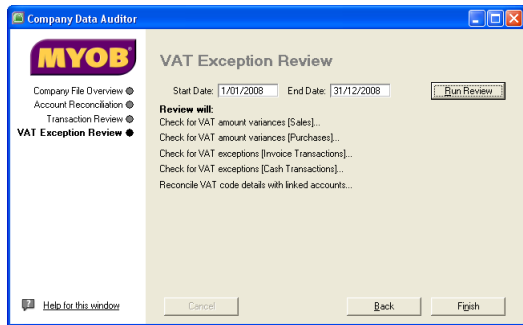 Company Data Auditor
MYOB
Company File Overview
Account Reconciliation
Transaction Review
VAT Exception Review
VAT Exception Review
Start Date: 1/01/2008 End Date: 31/12/2008 Run Review
Review will:
Check for VAT amount variances [Sales]...
Check for VAT amount variances [Purchases]...
Check for VAT exceptions [Invoice Transactions]...
Check for VAT exceptions [Cash Transactions]...
Reconcile VAT code details with linked accounts...
? Help for this window
Cancel Back Finish